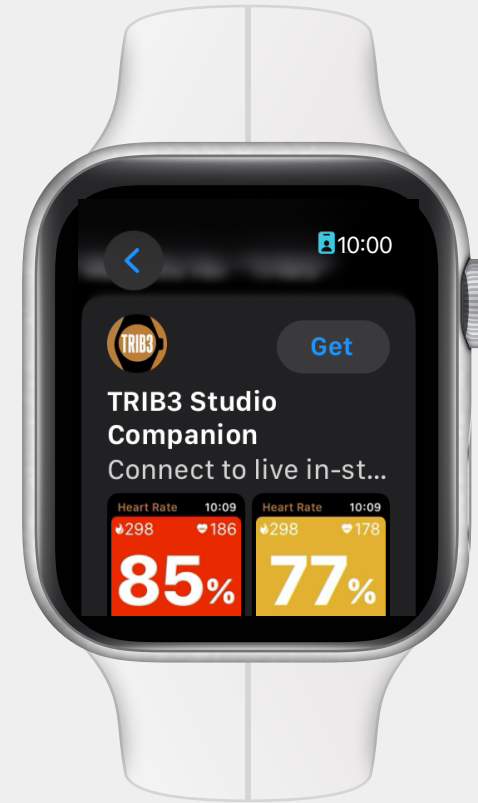 10:00
TRIB3
Get
TRIB3 Studio
Companion
Connect to live in-st...
Heart Rate 10:09
298 186
85%
Heart Rate 10:09
298 178
77%